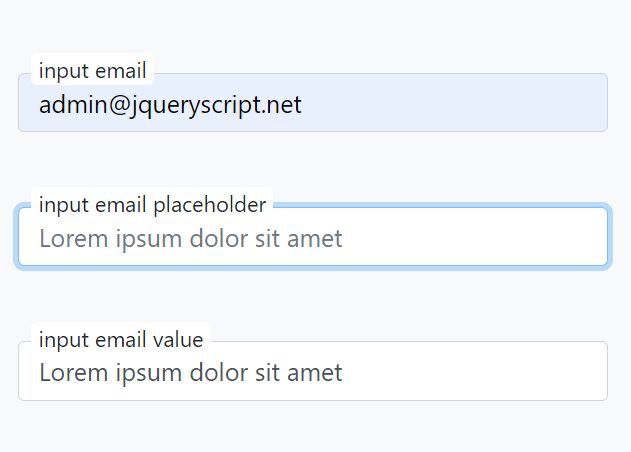 input email
admin@jqueryscript.net
input email placeholder
Lorem ipsum dolor sit amet
input email value
Lorem ipsum dolor sit amet